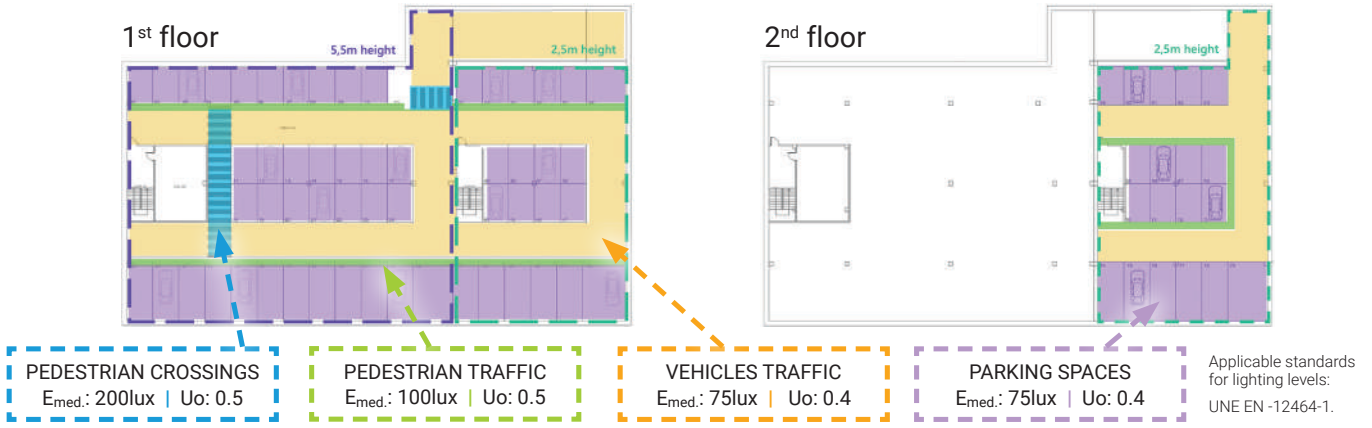 1st floor
5,5m height
2,5m height
2nd floor
2,5m height
PEDESTRIAN CROSSINGS
Emed.: 200lux | Uo: 0.5
PEDESTRIAN TRAFFIC
Emed.: 100lux | Uo: 0.5
VEHICLES TRAFFIC
Emed.: 75lux | Uo: 0.4
PARKING SPACES
Emed.: 75lux | Uo: 0.4
Applicable standards
for lighting levels:
UNE EN -12464-1.